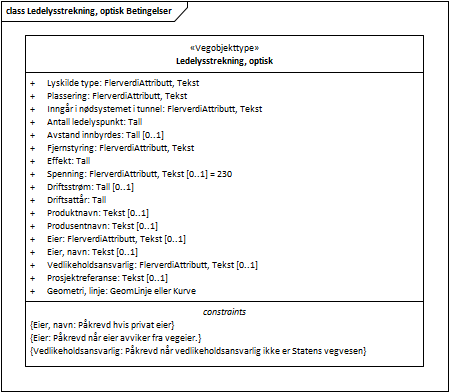 class Ledelysstrekning, optisk Betingelser
«Vegobjekttype»
Ledelysstrekning, optisk
+ Lyskilde type: FlerverdiAttributt, Tekst
+ Plassering: FlerverdiAttributt, Tekst
+ Inngår i nødsystemet i tunnel: FlerverdiAttributt, Tekst
+ Antall ledelyspunkt: Tall
+ Avstand innbyrdes: Tall [0..1]
+ Fjernstyring: FlerverdiAttributt, Tekst
+ Effekt: Tall
+ Spenning: FlerverdiAttributt, Tekst [0..1] = 230
+ Driftsstrøm: Tall [0..1]
+ Driftsattår: Tall
+ Produktnavn: Tekst [0..1]
+ Produsentnavn: Tekst [0..1]
+ Eier: FlerverdiAttributt, Tekst [0..1]
+ Eier, navn: Tekst [0..1]
+ Vedlikeholdsansvarlig: FlerverdiAttributt, Tekst [0..1]
+ Prosjektreferanse: Tekst [0..1]
+ Geometri, linje: GeomLinje eller Kurve
constraints
{Eier, navn: Påkrevd hvis privat eier}
{Eier: Påkrevd når eier avviker fra vegeier.}
{Vedlikeholdsansvarlig: Påkrevd når vedlikeholdsansvarlig ikke er Statens vegvesen}